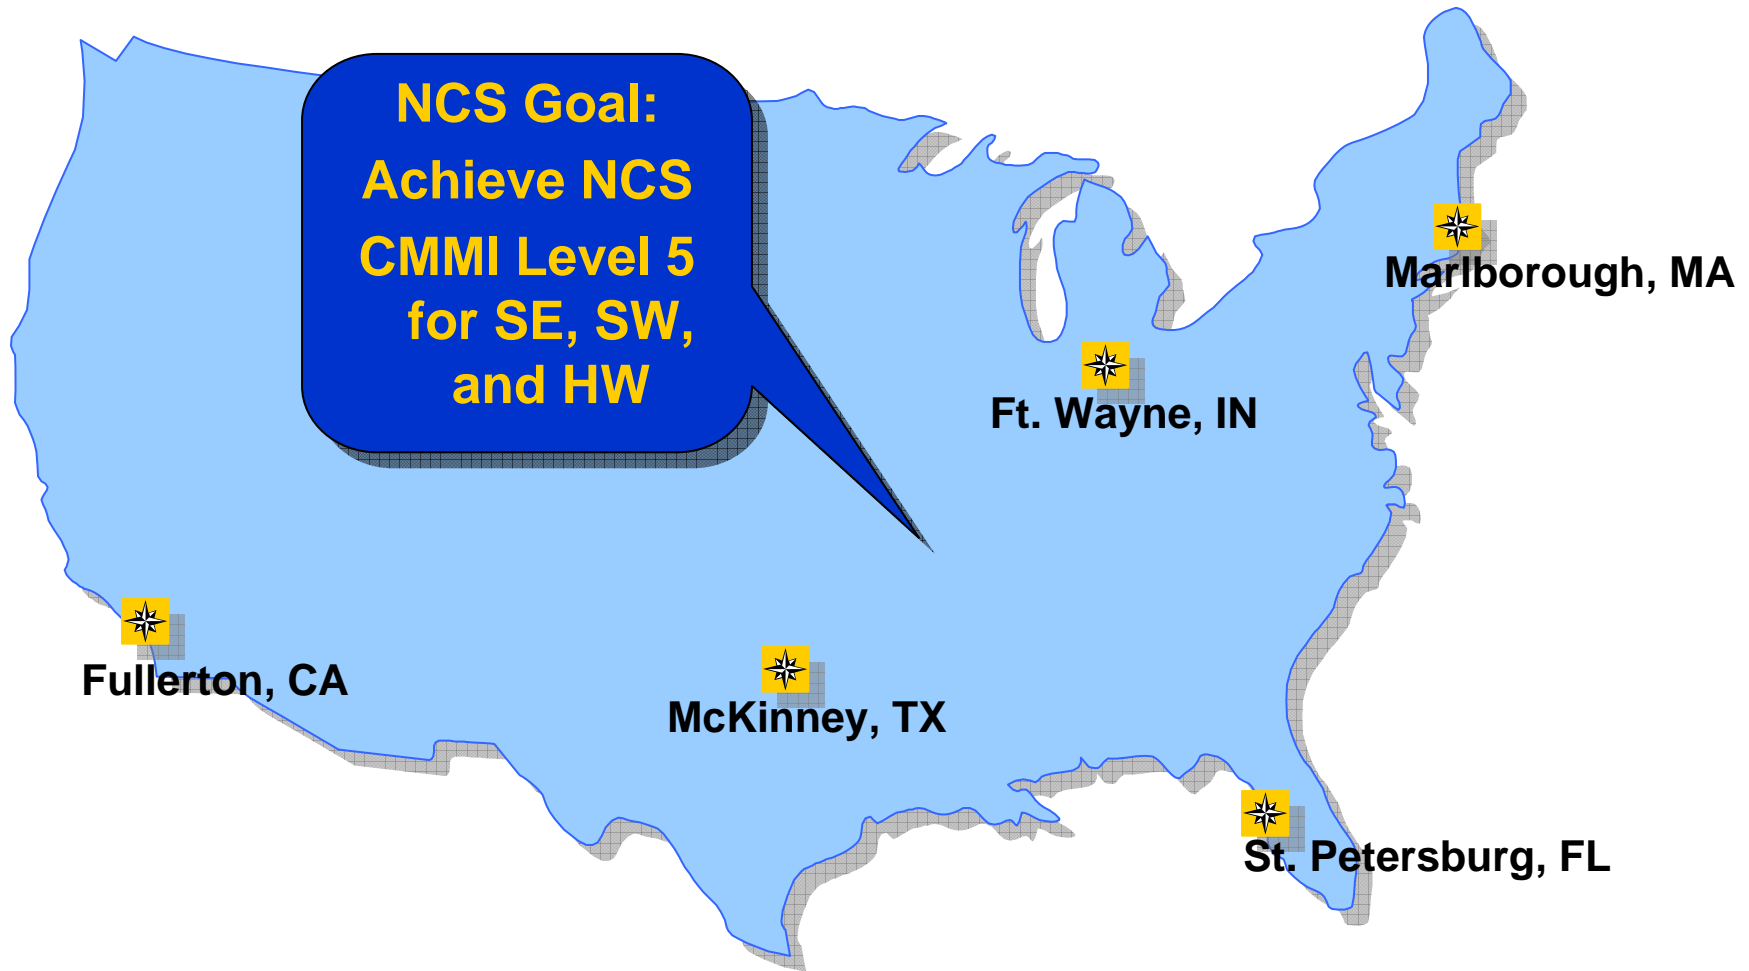 NCS Goal:
Achieve NCS
CMMI Level 5
for SE, SW,
and HW
Marlborough, MA
Ft. Wayne, IN
Fullerton, CA
McKinney, TX
St. Petersburg, FL